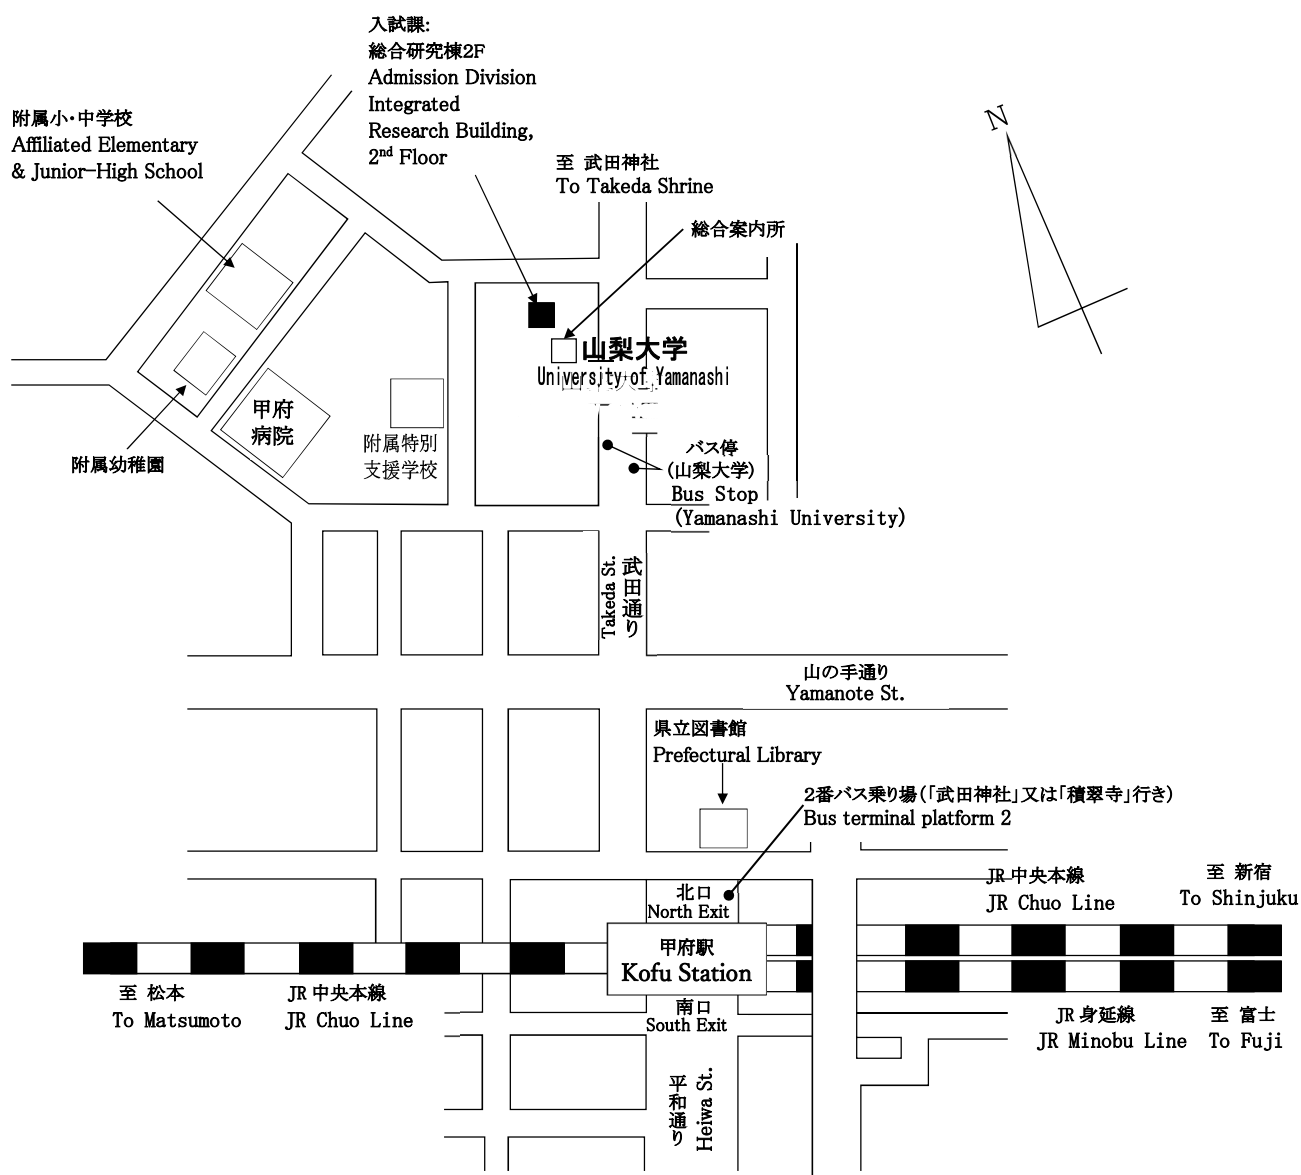 入試課:
総合研究棟2F
Admission Division
Integrated
Research Building,
2nd Floor
附属小・中学校
Affiliated Elementary
& Junior-High School
N
至 武田神社
To Takeda Shrine
総合案内所
山梨大学
University of Yamanashi
甲府
病院
附属特別
支援学校
附属幼稚園
バス停
(山梨大学)
Bus Stop
(Yamanashi University)
Takeda St.
武田通り
山の手通り
Yamanote St.
県立図書館
Prefectural Library
2番バス乗り場(「武田神社」又は「積翠寺」行き)
Bus terminal platform 2
北口
North Exit
JR 中央本線
JR Chuo Line
至 新宿
To Shinjuku
甲府駅
Kofu Station
至 松本
To Matsumoto
JR 中央本線
JR Chuo Line
南口
South Exit
JR 身延線
JR Minobu Line
至 富士
To Fuji
平和通り
Heiwa St.